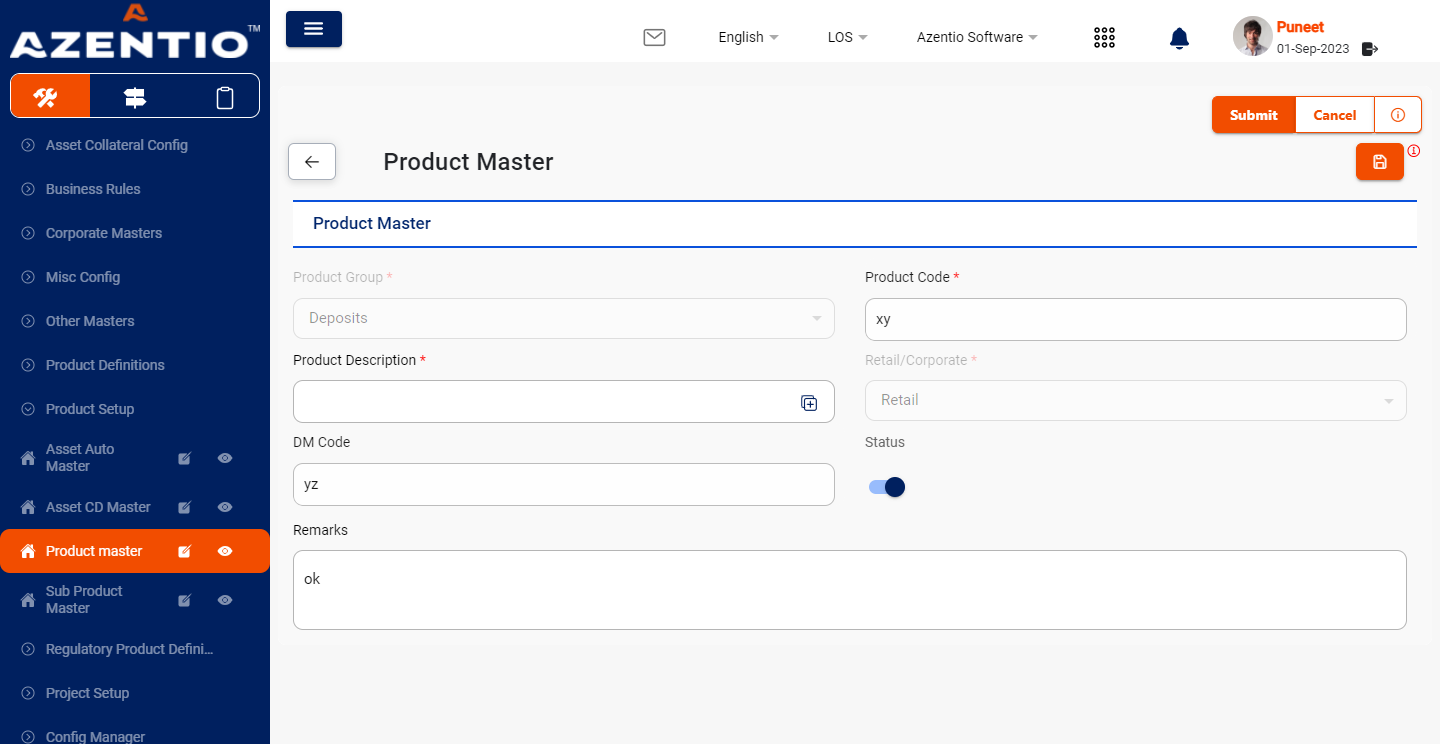 AZENTIO™
English
LOS
Azentio Software
Puneet
01-Sep-2023
Submit
Cancel
Product Master
Product Master
Product Group *
Deposits
Product Code *
xy
Product Description *
Retail/Corporate *
Retail
DM Code
yz
Status
Remarks
ok
Asset Collateral Config
Business Rules
Corporate Masters
Misc Config
Other Masters
Product Definitions
Product Setup
Asset Auto
Master
Asset CD Master
Product master
Sub Product
Master
Regulatory Product Defini...
Project Setup
Config Manager